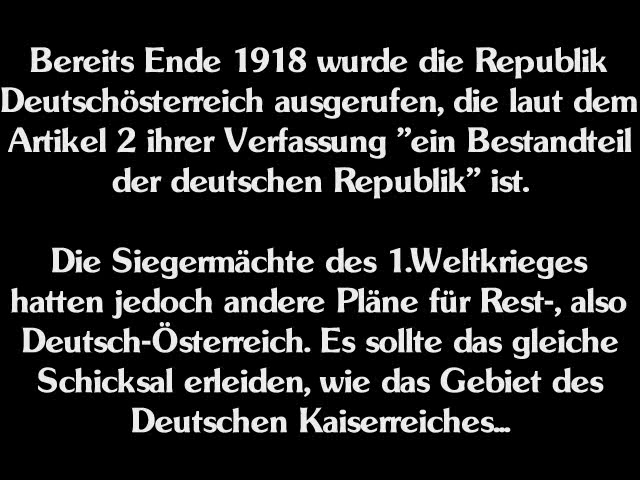 Bereits Ende 1918 wurde die Republik
Deutschösterreich ausgerufen, die laut dem
Artikel 2 ihrer Verfassung ”ein Bestandteil
der deutschen Republik” ist.
Die Siegermächte des 1.Weltkrieges
hatten jedoch andere Pläne für Rest-, also
Deutsch-Österreich. Es sollte das gleiche
Schicksal erleiden, wie das Gebiet des
Deutschen Kaiserreiches...